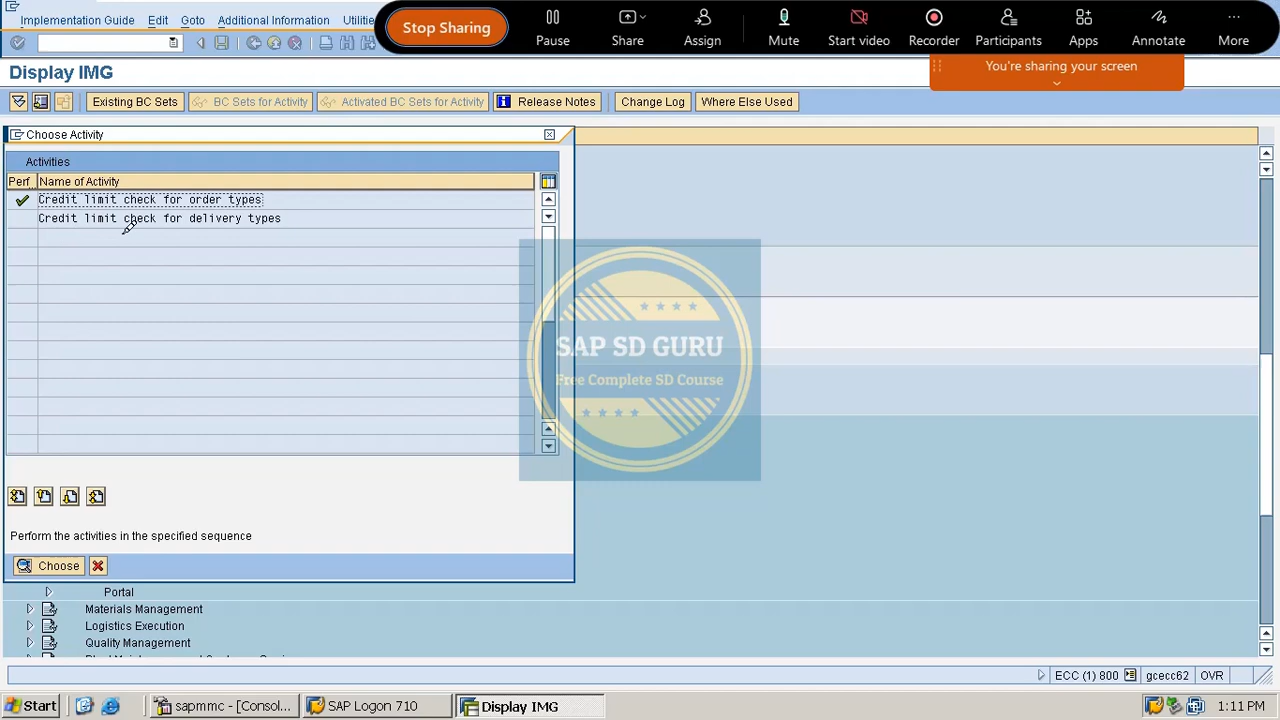 Implementation Guide Edit Goto Additional Information Utilities
Stop Sharing
Pause Share Assign Mute Start video Recorder Participants Apps Annotate More
You're sharing your screen
Display IMG
Existing BC Sets BC Sets for Activity Activated BC Sets for Activity Release Notes Change Log Where Else Used
Choose Activity
Activities
Perf.. Name of Activity
Credit limit check for order types
Credit limit check for delivery types
SAP SD GURU
Free Complete SD Course
Perform the activities in the specified sequence
Choose
Portal
Materials Management
Logistics Execution
Quality Management
ECC (1) 800 gcecc62 OVR
Start sapmmc - [Consol... SAP Logon 710 Display IMG 1:11 PM